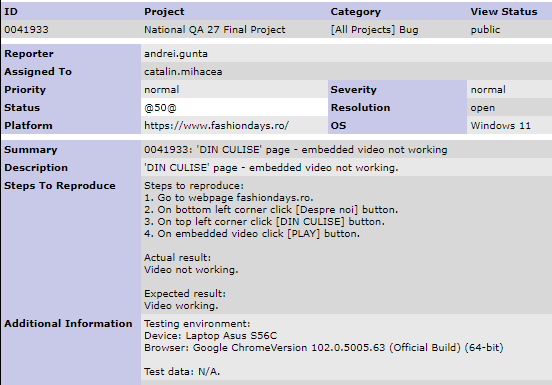 ID Project Category View Status
0041933 National QA 27 Final Project [All Projects] Bug public
Reporter andrei.gunta
Assigned To catalin.mihacea
Priority normal Severity normal
Status @50@ Resolution open
Platform https://www.fashiondays.ro/ OS Windows 11
Summary 0041933: 'DIN CULISE' page - embedded video not working
Description 'DIN CULISE' page - embedded video not working.
Steps To Reproduce Steps to reproduce:
1. Go to webpage fashiondays.ro.
2. On bottom left corner click [Despre noi] button.
3. On top left corner click [DIN CULISE] button.
4. On embedded video click [PLAY] button.
Actual result:
Video not working.
Expected result:
Video working.
Additional Information Testing environment:
Device: Laptop Asus S56C
Browser: Google ChromeVersion 102.0.5005.63 (Official Build) (64-bit)
Test data: N/A.